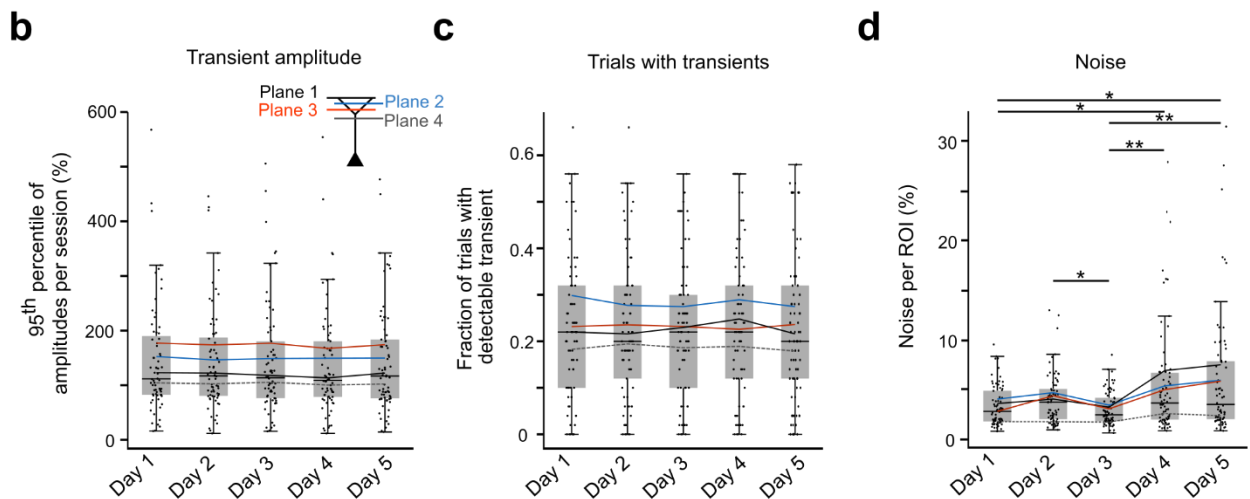 b
Transient amplitude
Plane 1
Plane 2
Plane 3
Plane 4
95th percentile of
amplitudes per session (%)
600
400
200
0
Day 1
Day 2
Day 3
Day 4
Day 5
c
Trials with transients
Fraction of trials with
detectable transient
0.6
0.4
0.2
0
Day 1
Day 2
Day 3
Day 4
Day 5
d
Noise
Noise per ROI (%)
30
20
10
0
*
*
**
**
*
Day 1
Day 2
Day 3
Day 4
Day 5